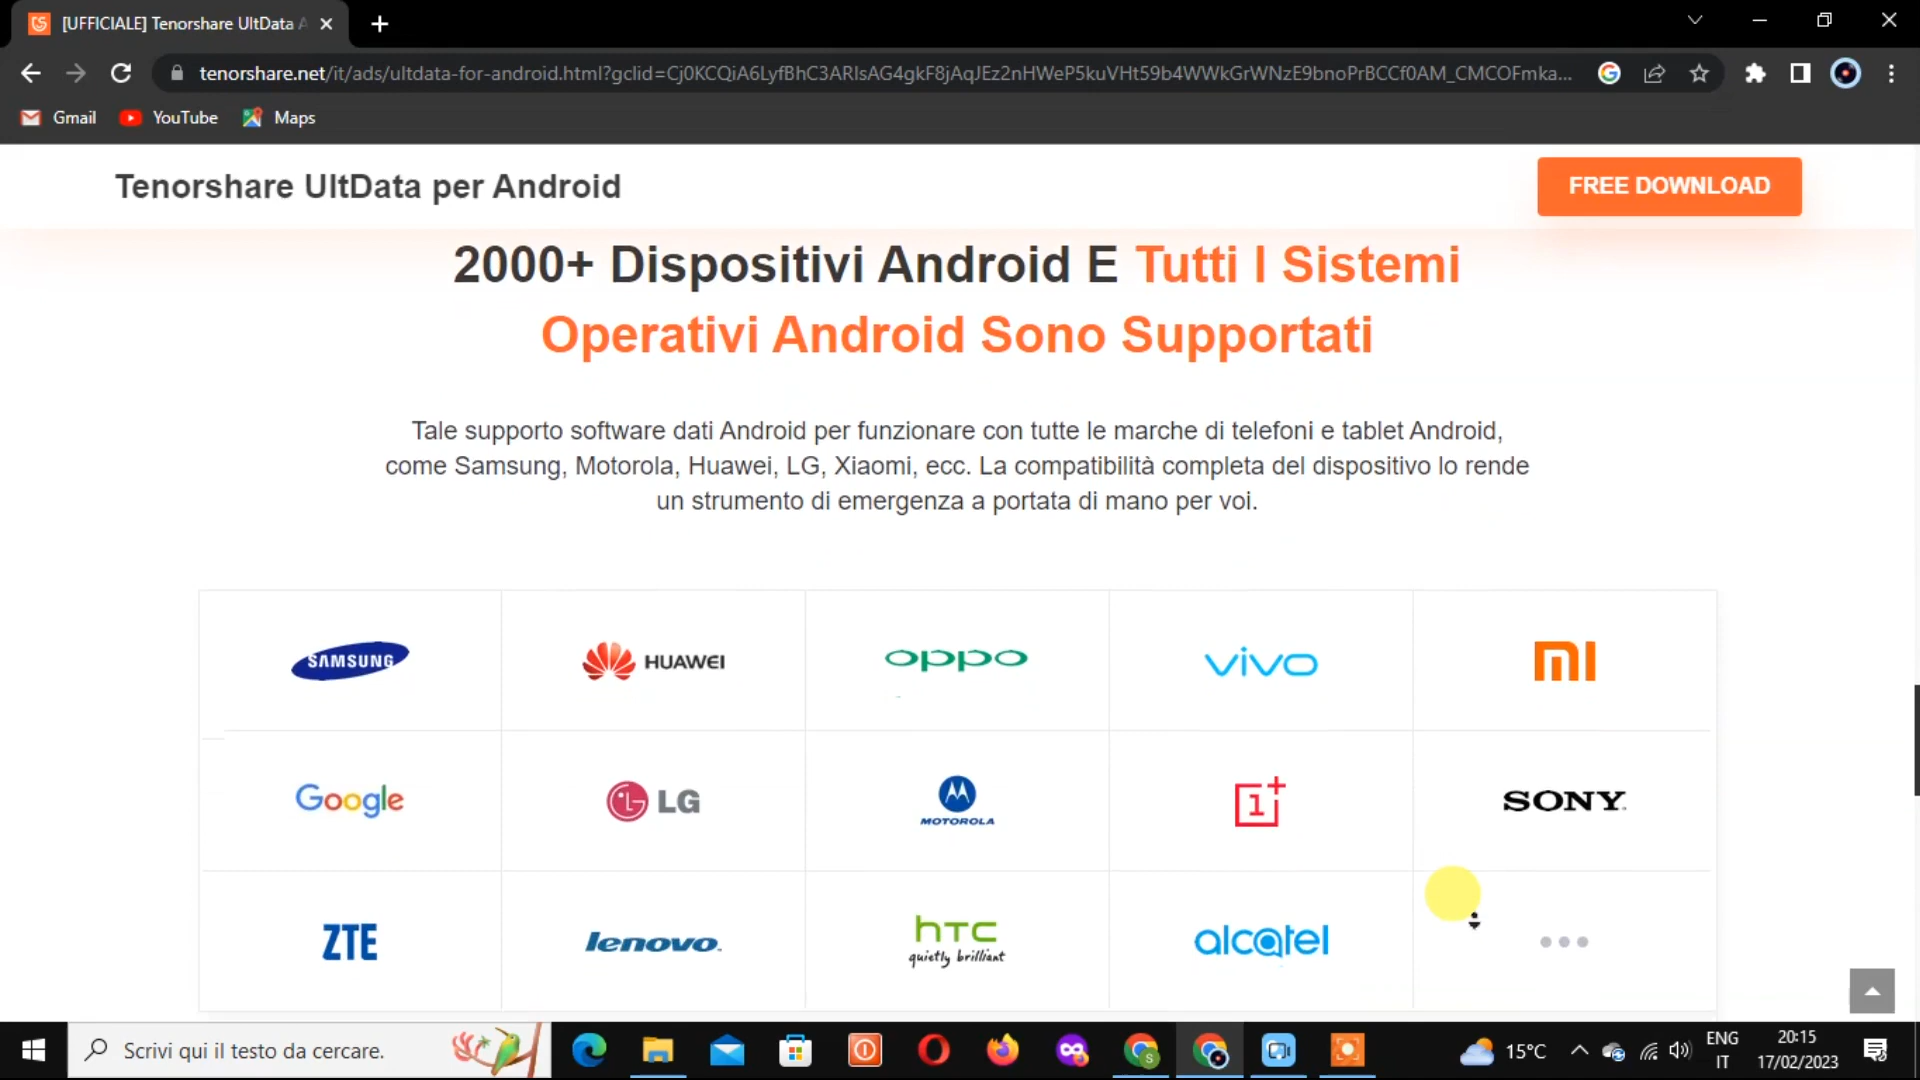 [UFFICIALE] Tenorshare UltData A
tenorshare.net/it/ads/ultdata-for-android.html?gclid=Cj0KCQiA6LyfBhC3ARIsAG4gkF8jAqJEz2nHWeP5kuVHt59b4WWkGrWNzE9bnoPrBCCf0AM_CMCOFmka...
Gmail YouTube Maps
Tenorshare UltData per Android
FREE DOWNLOAD
2000+ Dispositivi Android E Tutti I Sistemi
Operativi Android Sono Supportati
Tale supporto software dati Android per funzionare con tutte le marche di telefoni e tablet Android,
come Samsung, Motorola, Huawei, LG, Xiaomi, ecc. La compatibilità completa del dispositivo lo rende
un strumento di emergenza a portata di mano per voi.
SAMSUNG HUAWEI oppo vivo MI
Google LG MOTOROLA 1+ SONY
ZTE lenovo hTC alcatel
quietly brilliant
Scrivi qui il testo da cercare.
S
15°C
ENG
IT
20:15
17/02/2023